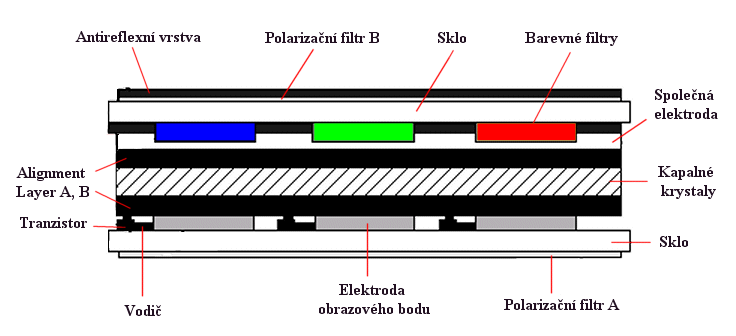 Antireflexní vrstva
Polarizační filtr B
Sklo
Barevné filtry
Společná
elektroda
Alignment
Layer A, B
Kapalné
krystaly
Tranzistor
Sklo
Vodič
Elektroda
obrazového bodu
Polarizační filtr A